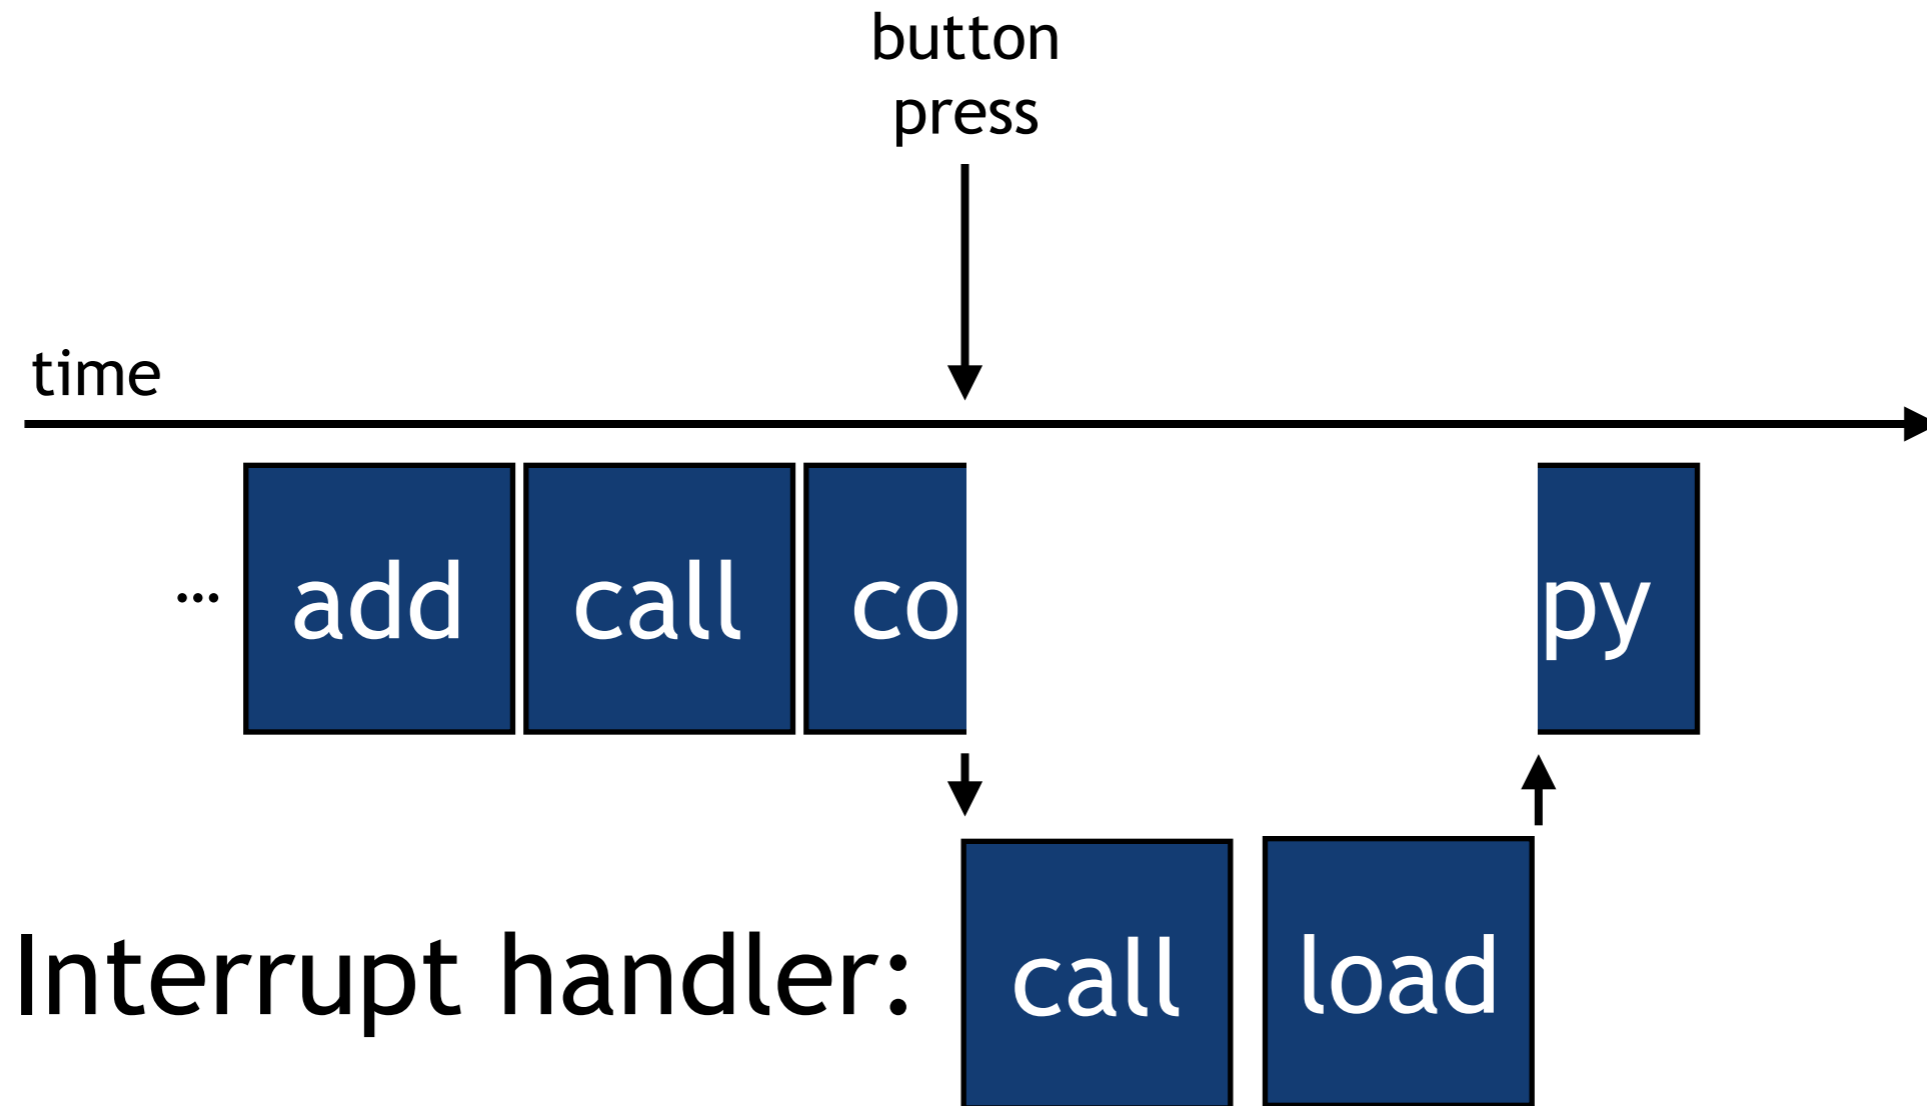 button
press
time
... add call co py
Interrupt handler: call load